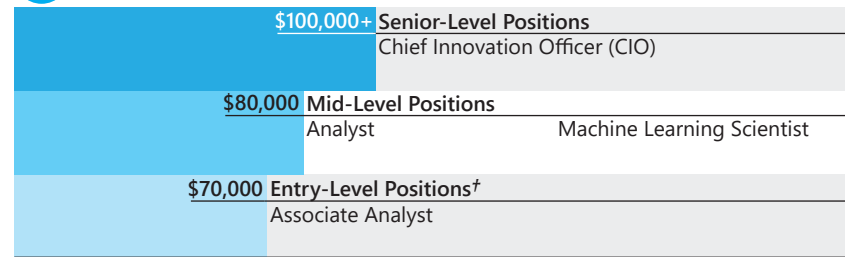 $100,000+ Senior-Level Positions
Chief Innovation Officer (CIO)
$80,000 Mid-Level Positions
Analyst Machine Learning Scientist
$70,000 Entry-Level Positions†
Associate Analyst